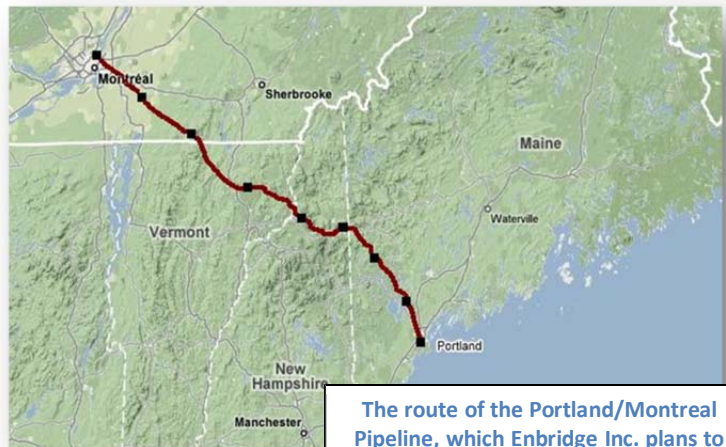 Montréal
Sherbrooke
Maine
Waterville
Vermont
Portland
New
Hampshire
Manchester
The route of the Portland/Montreal
Pipeline, which Enbridge Inc. plans to